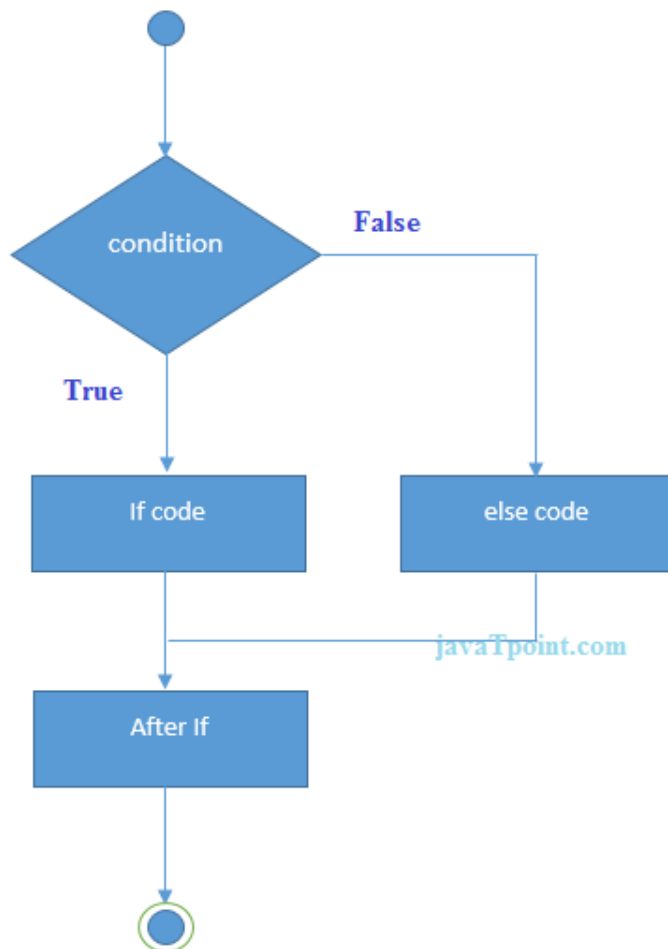 condition
False
True
If code
else code
javaTpoint.com
After If